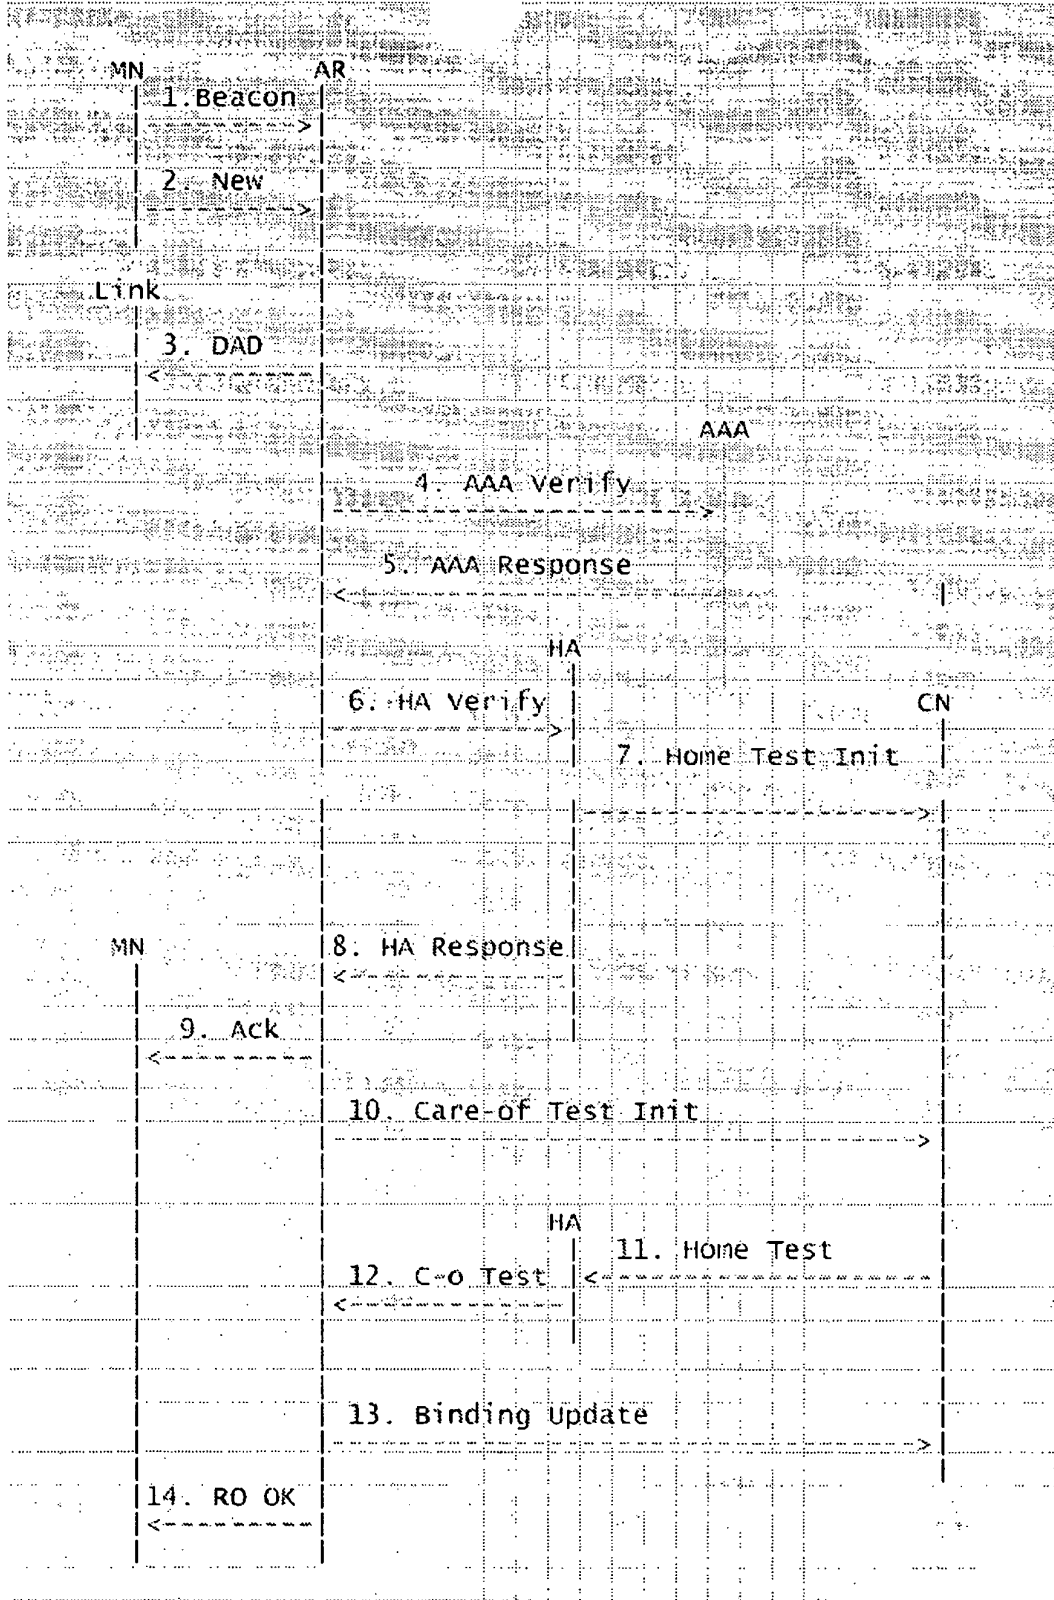 MN AR
1.Beacon
2. New
Link
3. DAD
AAA
4. AAA Verify
5. AAA Response
HA
6. HA Verify
CN
7. Home Test Init
MN
8. HA Response
9. Ack
10. Care-of Test Init
HA
11. Home Test
12. C-o Test
13. Binding Update
14. RO OK